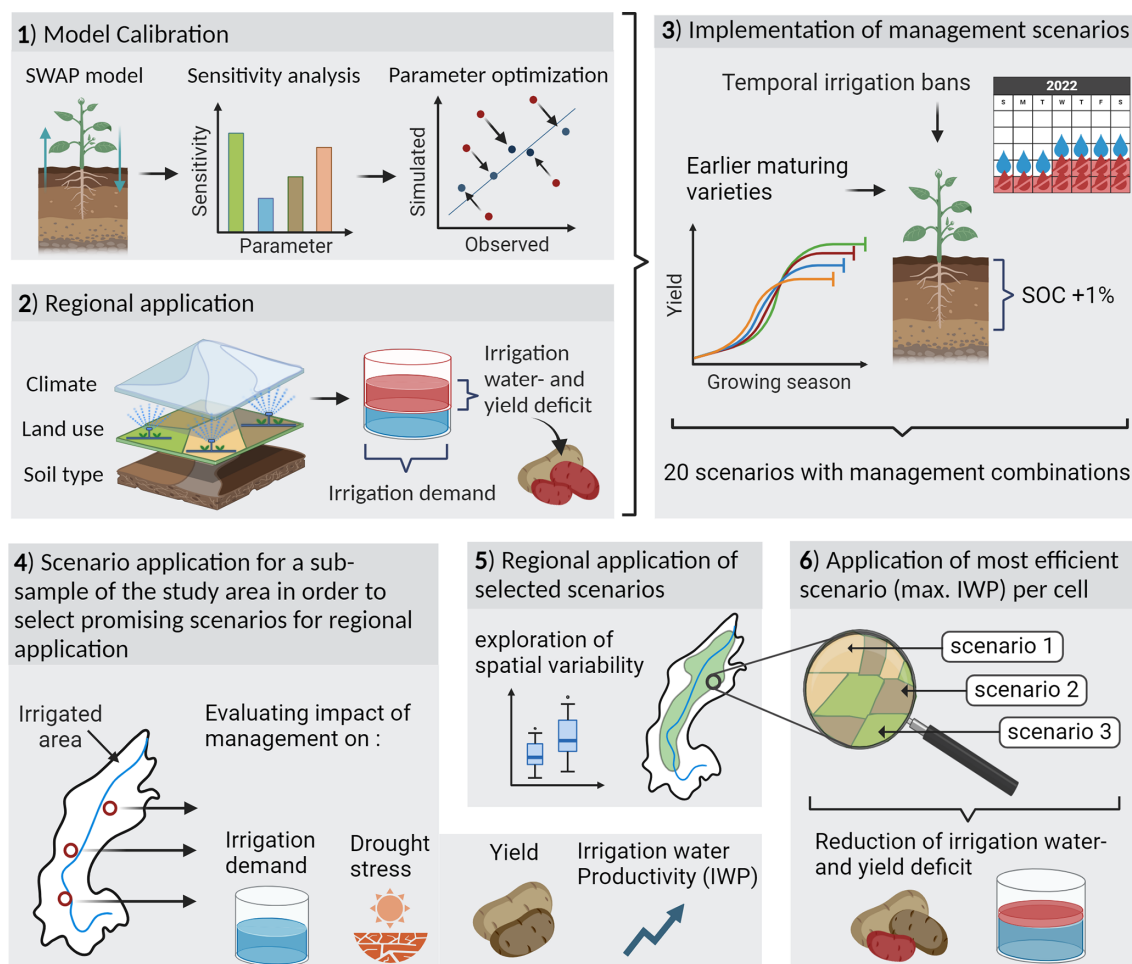 1) Model Calibration
SWAP model
Sensitivity analysis
Parameter optimization
Sensitivity
Parameter
Simulated
Observed
2) Regional application
Climate
Land use
Soil type
Irrigation
water- and
yield deficit
Irrigation demand
3) Implementation of management scenarios
Temporal irrigation bans
2022
S M T W T F S
Earlier maturing
varieties
Yield
Growing season
SOC +1%
20 scenarios with management combinations
4) Scenario application for a sub-
sample of the study area in order to
select promising scenarios for regional
application
Irrigated
area
Evaluating impact of
management on :
Irrigation
demand
Drought
stress
Yield
Irrigation water
Productivity (IWP)
5) Regional application of
selected scenarios
exploration of
spatial variability
6) Application of most efficient
scenario (max. IWP) per cell
scenario 1
scenario 2
scenario 3
Reduction of irrigation water-
and yield deficit